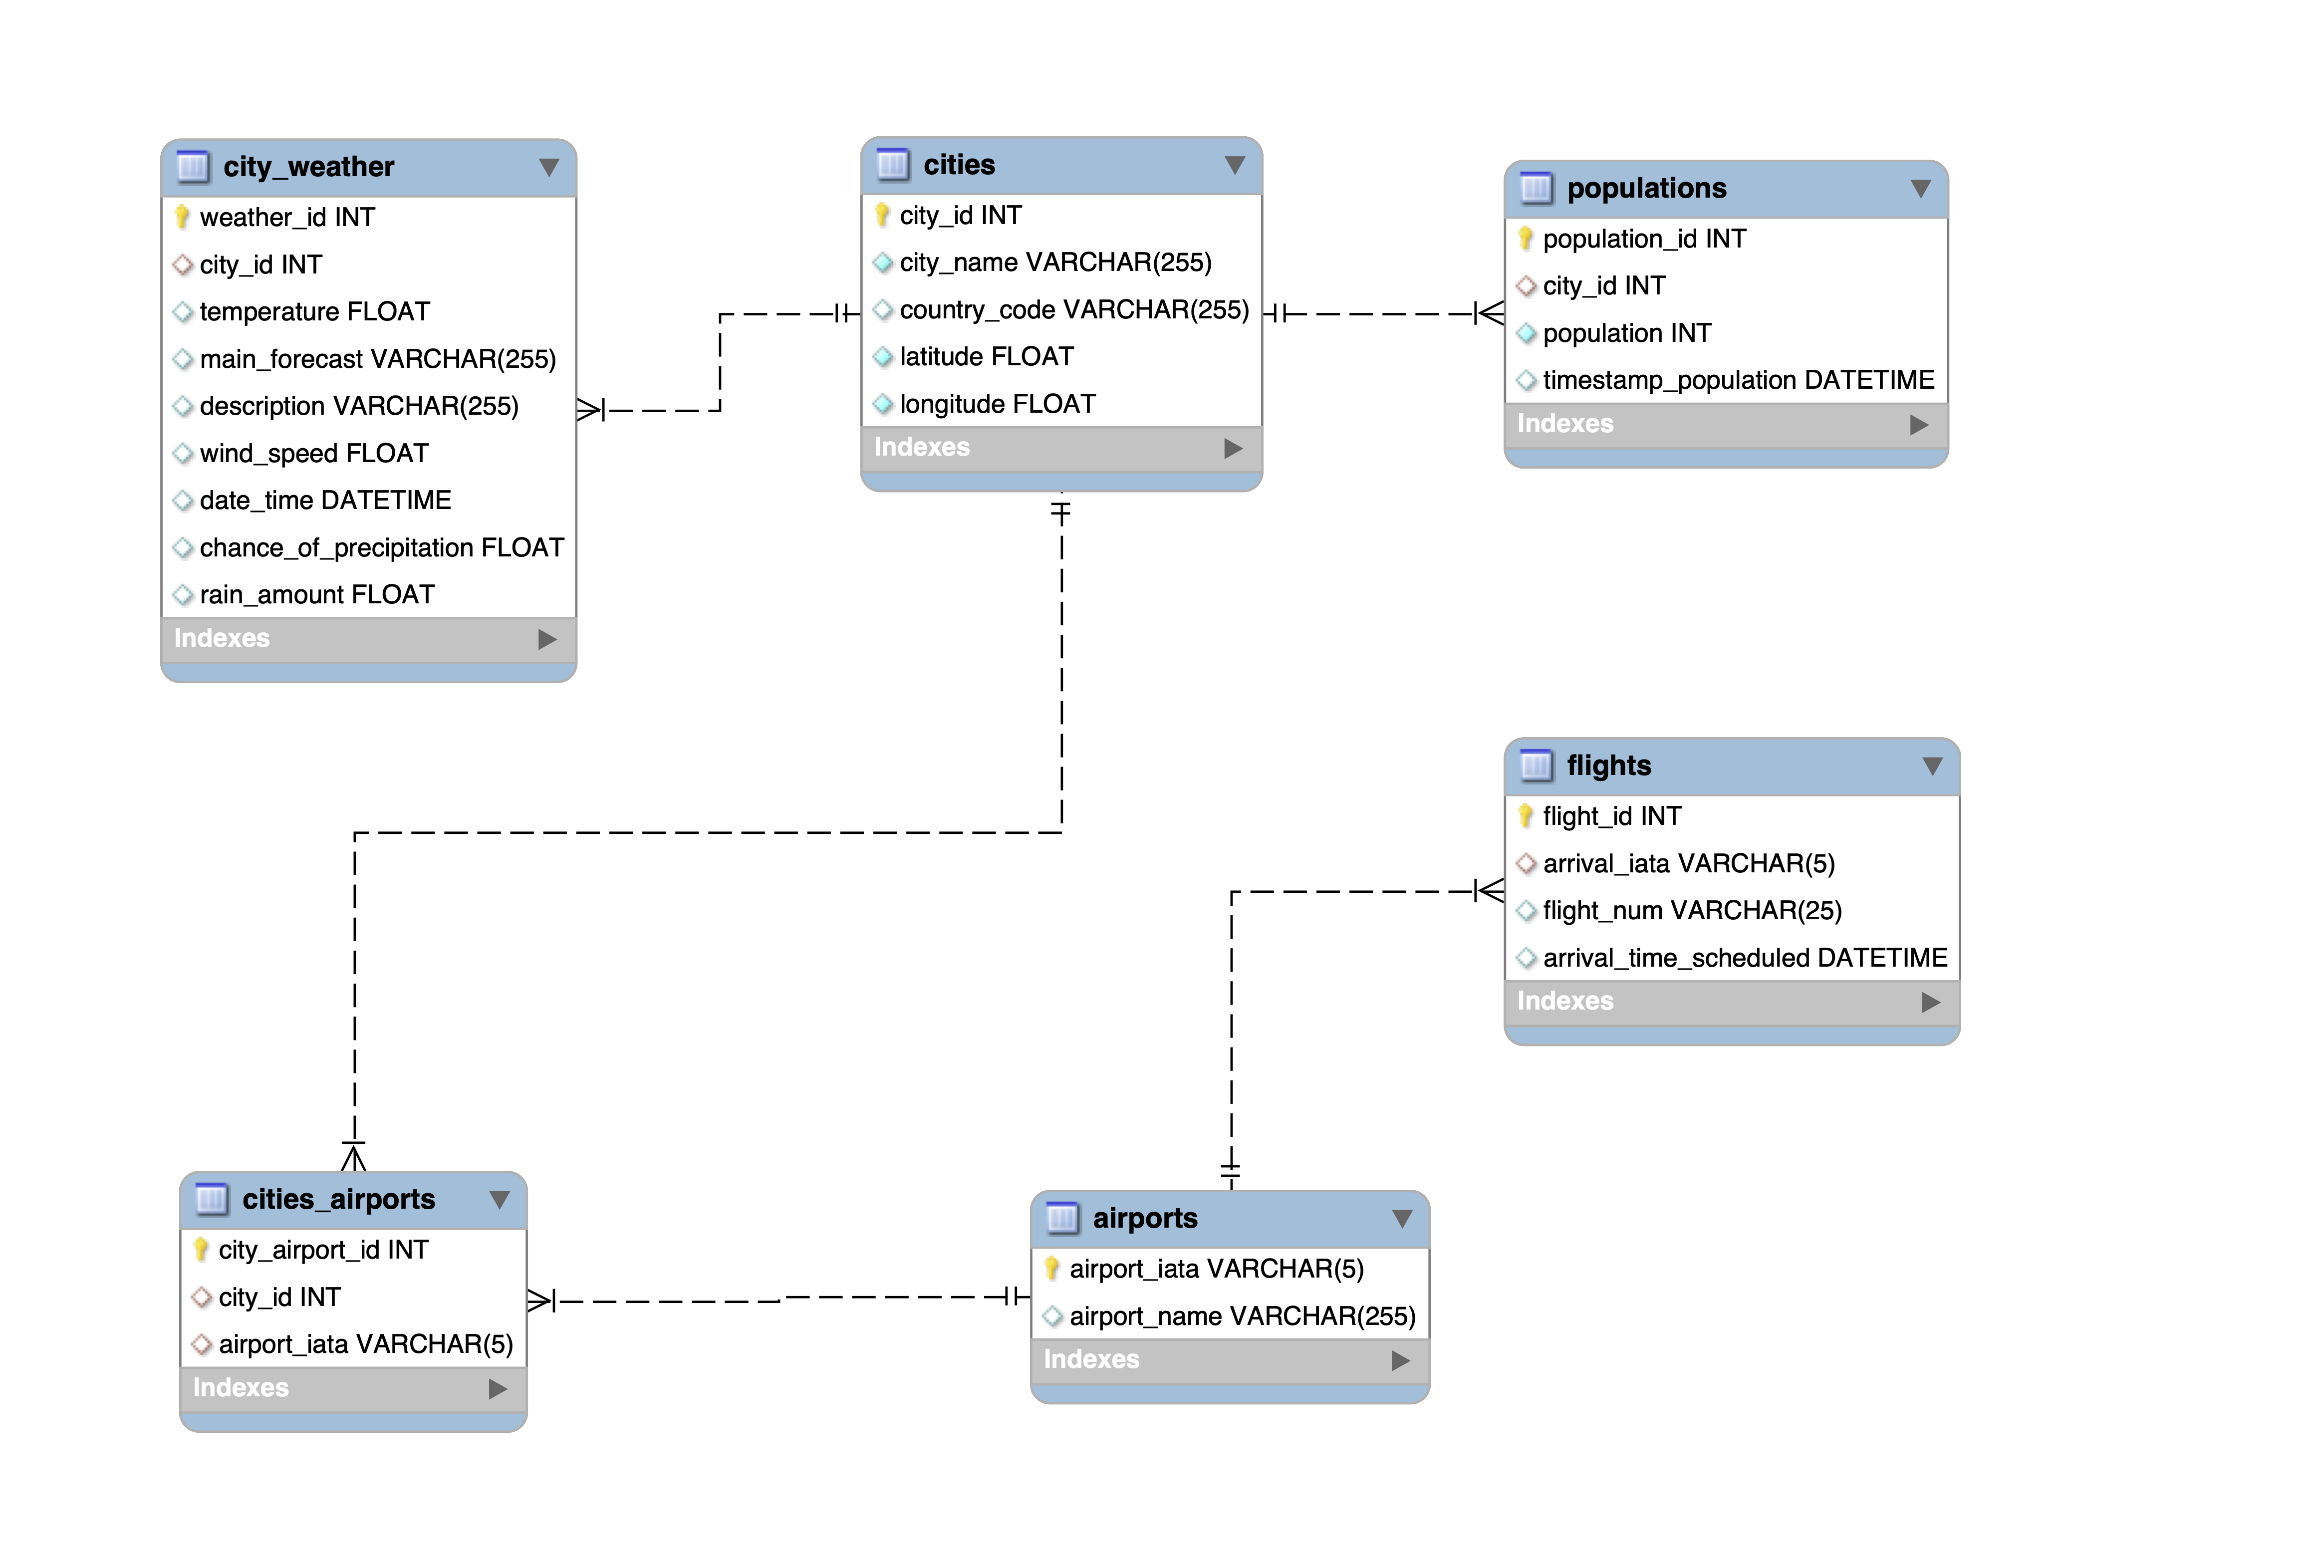 city_weather
weather_id INT
city_id INT
temperature FLOAT
main_forecast VARCHAR(255)
description VARCHAR(255)
wind_speed FLOAT
date_time DATETIME
chance_of_precipitation FLOAT
rain_amount FLOAT
Indexes
cities
city_id INT
city_name VARCHAR(255)
country_code VARCHAR(255)
latitude FLOAT
longitude FLOAT
Indexes
populations
population_id INT
city_id INT
population INT
timestamp_population DATETIME
Indexes
flights
flight_id INT
arrival_iata VARCHAR(5)
flight_num VARCHAR(25)
arrival_time_scheduled DATETIME
Indexes
cities_airports
city_airport_id INT
city_id INT
airport_iata VARCHAR(5)
Indexes
airports
airport_iata VARCHAR(5)
airport_name VARCHAR(255)
Indexes